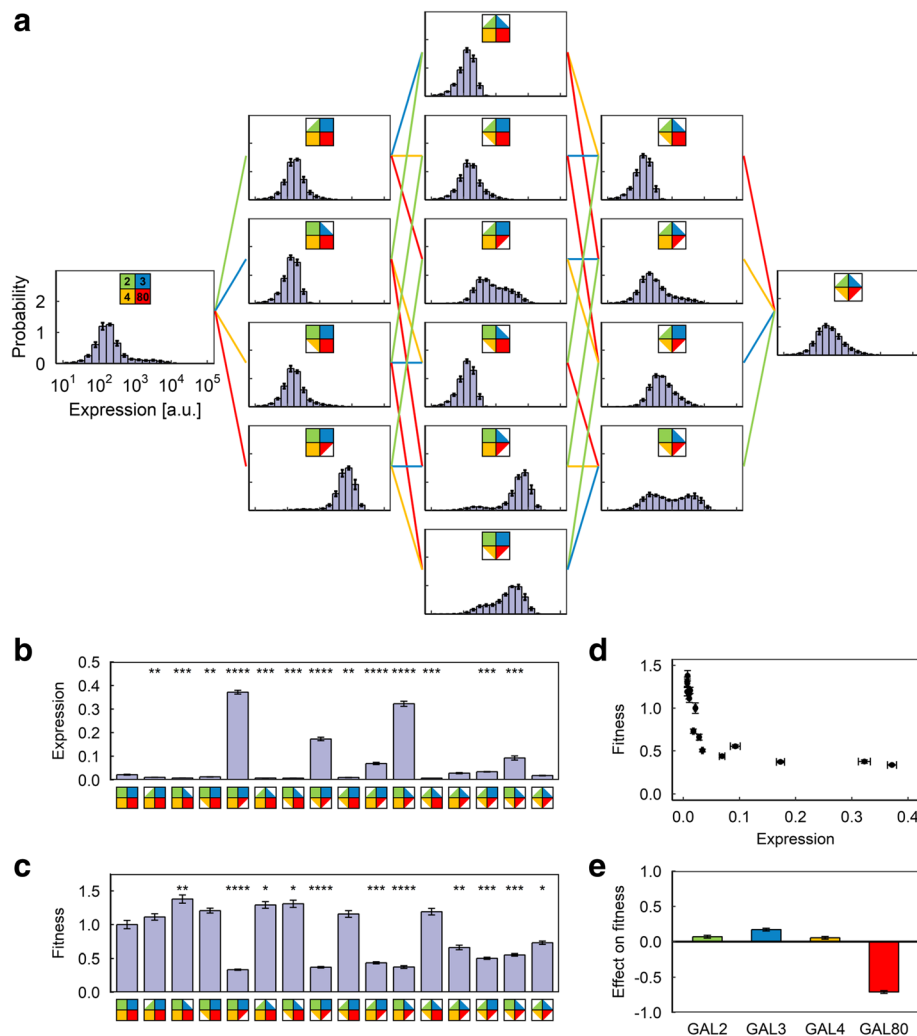 a
2 3
4 80
Probability
2
1
0
10¹ 10² 10³ 10⁴ 10⁵
Expression [a.u.]
b
Expression
0.5
0.4
0.3
0.2
0.1
0.0
** *** ** **** *** *** **** ** **** **** *** *** ***
c
Fitness
1.5
1.0
0.5
0.0
** **** * * **** *** **** ** *** *** *
d
Fitness
1.5
1.0
0.5
0.0
0.0 0.1 0.2 0.3 0.4
Expression
e
Effect on fitness
1.0
0.5
0.0
-0.5
-1.0
GAL2 GAL3 GAL4 GAL80